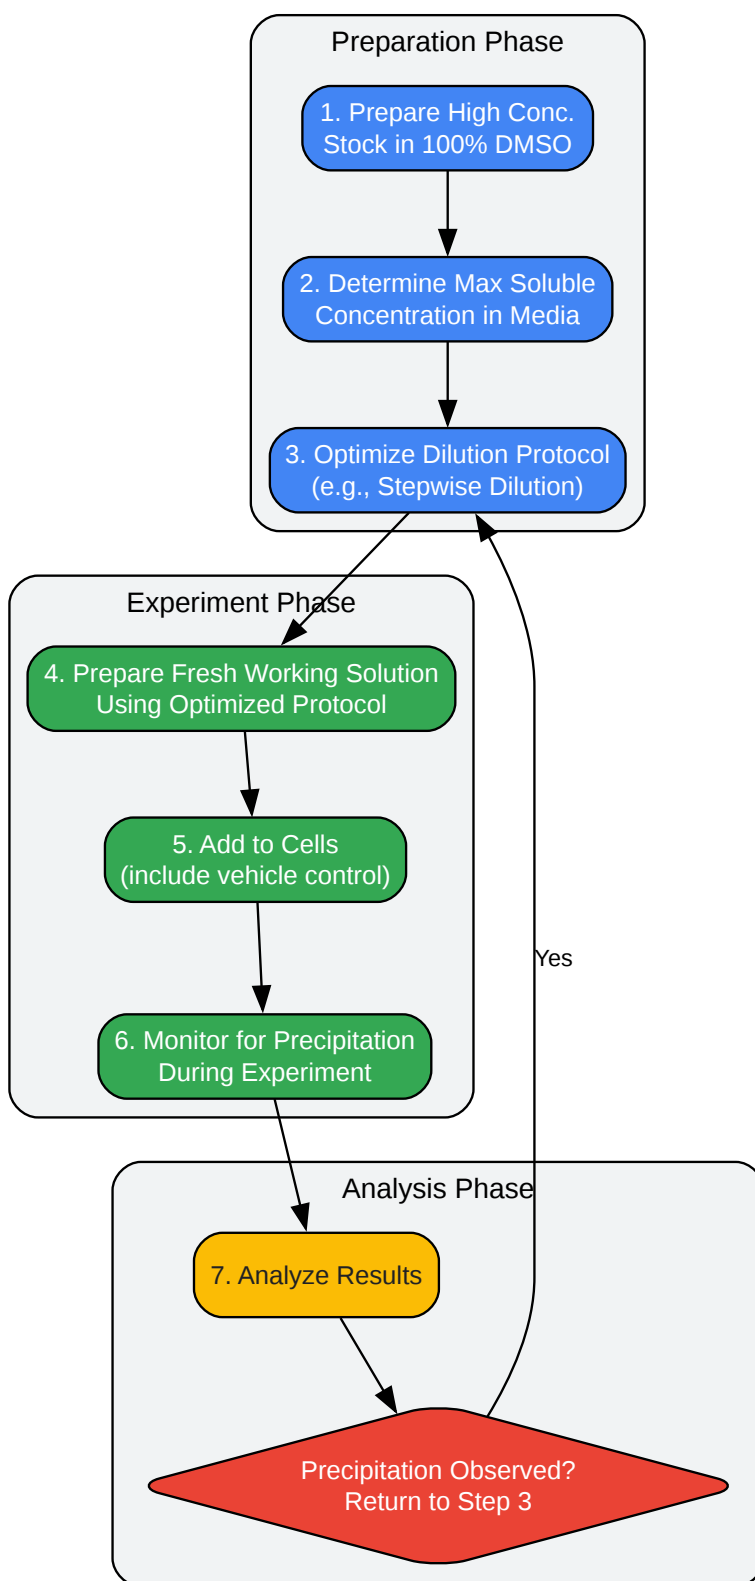 Preparation Phase
1. Prepare High Conc.
Stock in 100% DMSO
2. Determine Max Soluble
Concentration in Media
3. Optimize Dilution Protocol
(e.g., Stepwise Dilution)
Experiment Phase
4. Prepare Fresh Working Solution
Using Optimized Protocol
5. Add to Cells
(include vehicle control)
Yes
6. Monitor for Precipitation
During Experiment
Analysis Phase
7. Analyze Results
Precipitation Observed?
Return to Step 3